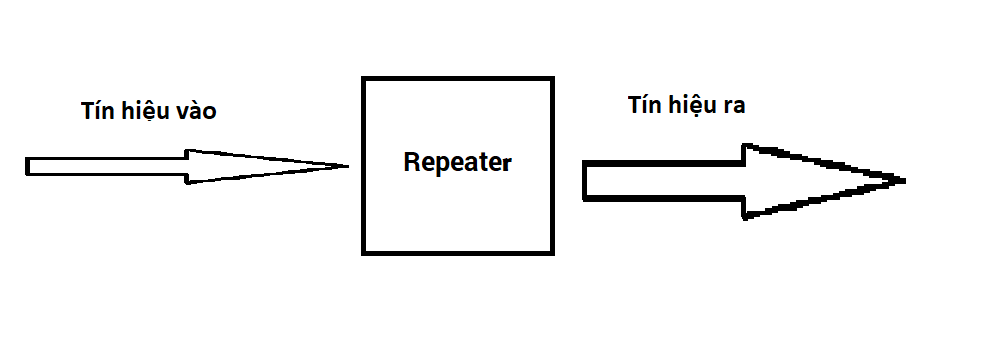 Tín hiệu vào
Tín hiệu ra
Repeater